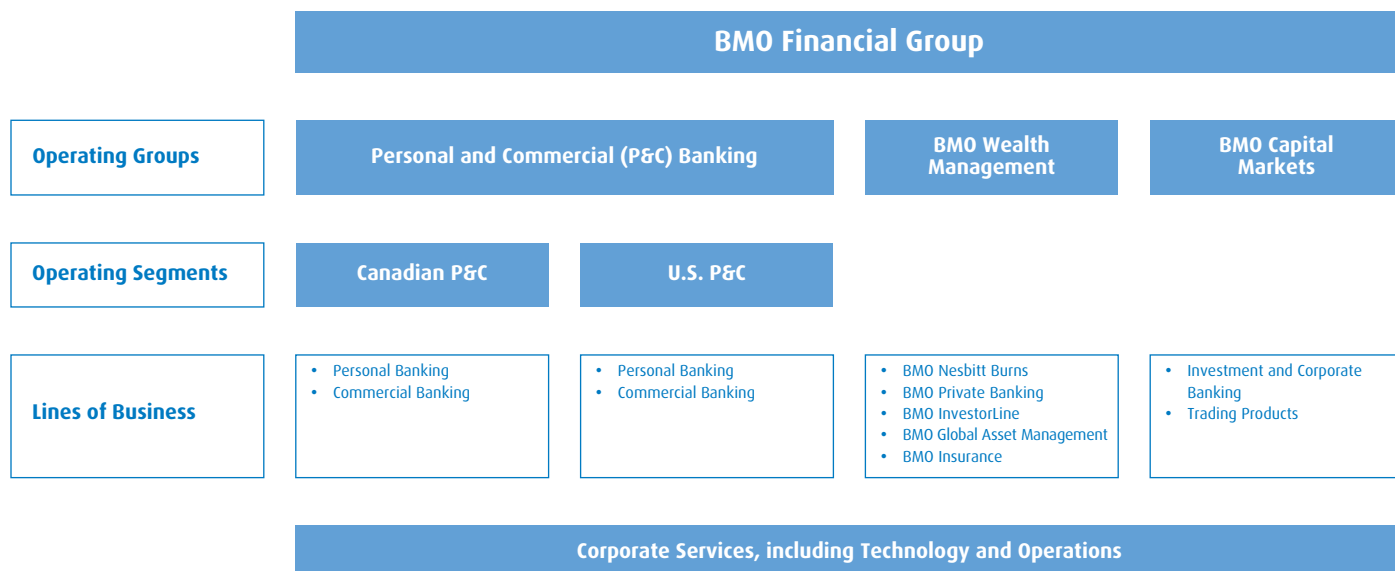 BMO Financial Group
Operating Groups
Personal and Commercial (P&C) Banking
BMO Wealth
Management
BMO Capital
Markets
Operating Segments
Canadian P&C
U.S. P&C
Lines of Business
• Personal Banking
• Commercial Banking
• Personal Banking
• Commercial Banking
• BMO Nesbitt Burns
• BMO Private Banking
• BMO InvestorLine
• BMO Global Asset Management
• BMO Insurance
• Investment and Corporate
Banking
• Trading Products
Corporate Services, including Technology and Operations